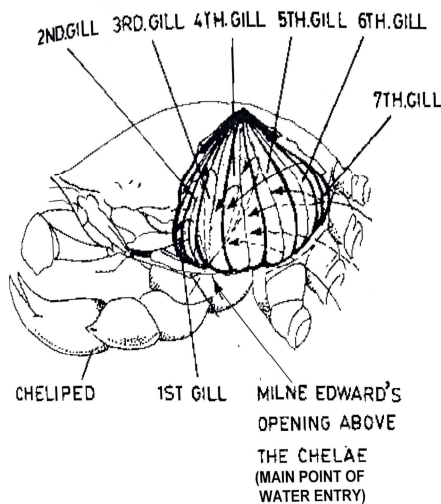 2ND.GILL 3RD.GILL 4TH.GILL 5TH.GILL 6TH.GILL
7TH.GILL
CHELIPED 1ST GILL MILNE EDWARD'S
OPENING ABOVE
THE CHELAE
(MAIN POINT OF
WATER ENTRY)